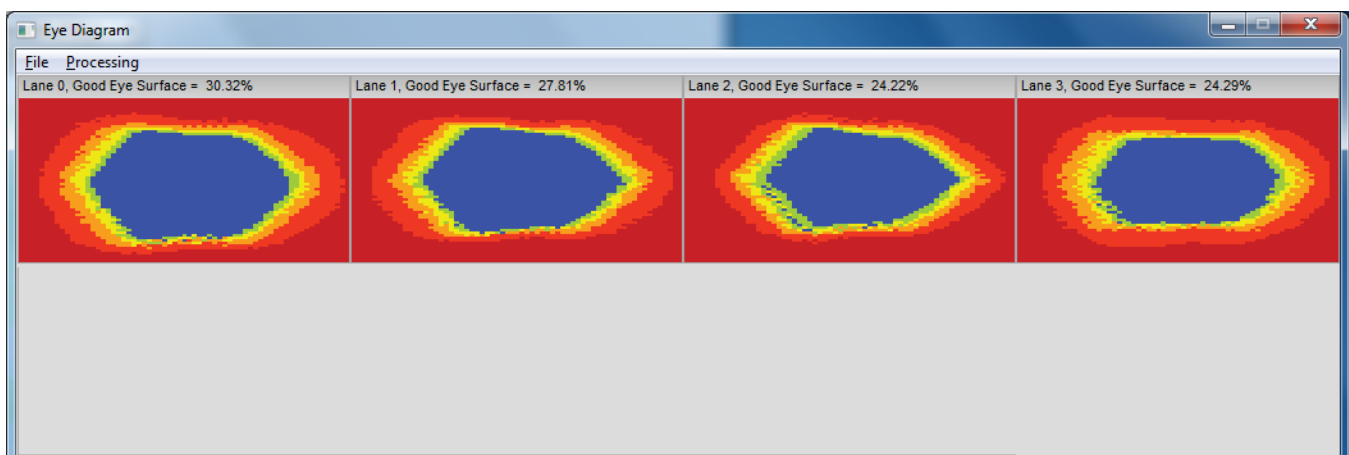 Eye Diagram
File Processing
Lane 0, Good Eye Surface = 30.32%
Lane 1, Good Eye Surface = 27.81%
Lane 2, Good Eye Surface = 24.22%
Lane 3, Good Eye Surface = 24.29%